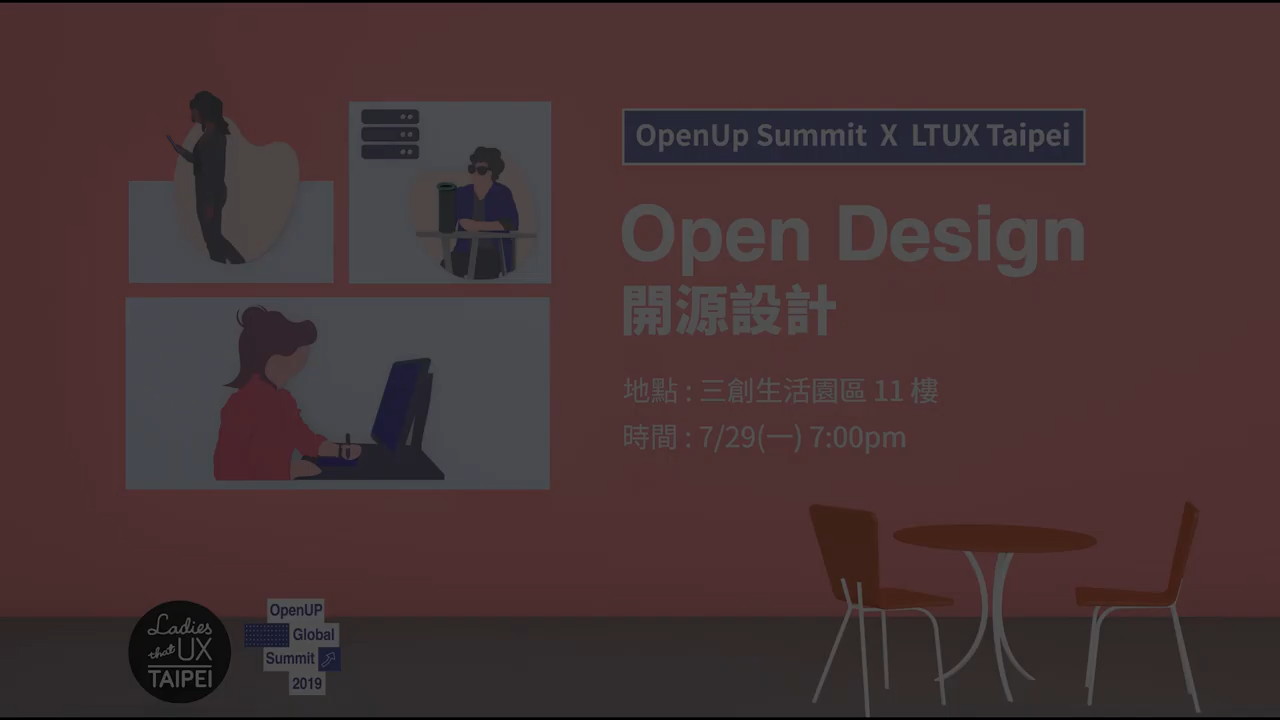 OpenUp Summit X LTUX Taipei
Open Design
開源設計
地點 : 三創生活園區 11 樓
時間 : 7/29(一) 7:00pm
Ladies
that UX
TAIPEI
OpenUP
Global
Summit
2019